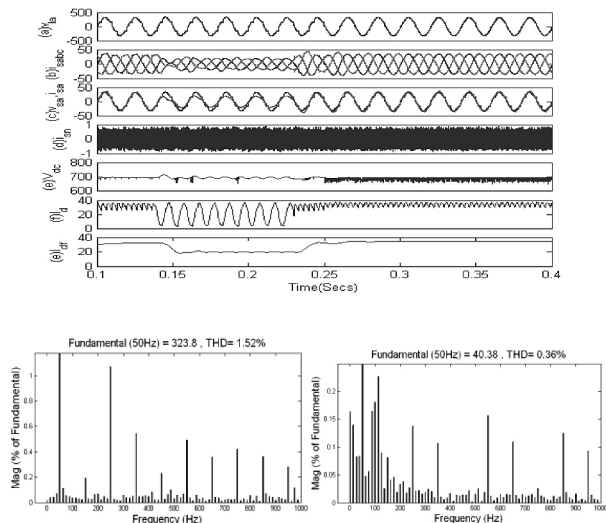 (a)v_la
500
0
-500
(b)i_sabc
50
0
-50
(c)v_sa,i_sa
50
0
-50
(d)i_sn
1
0
-1
(e)V_dc
800
700
600
(f)I_d
40
20
0
(e)I_df
40
20
0
0.1 0.15 0.2 0.25 0.3 0.35 0.4
Time(Secs)
Fundamental (50Hz) = 323.8 , THD= 1.52%
Mag (% of Fundamental)
1
0.8
0.6
0.4
0.2
0
0 100 200 300 400 500 600 700 800 900 1000
Frequency (Hz)
Fundamental (50Hz) = 40.38 , THD= 0.36%
Mag (% of Fundamental)
0.2
0.15
0.1
0.05
0
0 100 200 300 400 500 600 700 800 900 1000
Frequency (Hz)